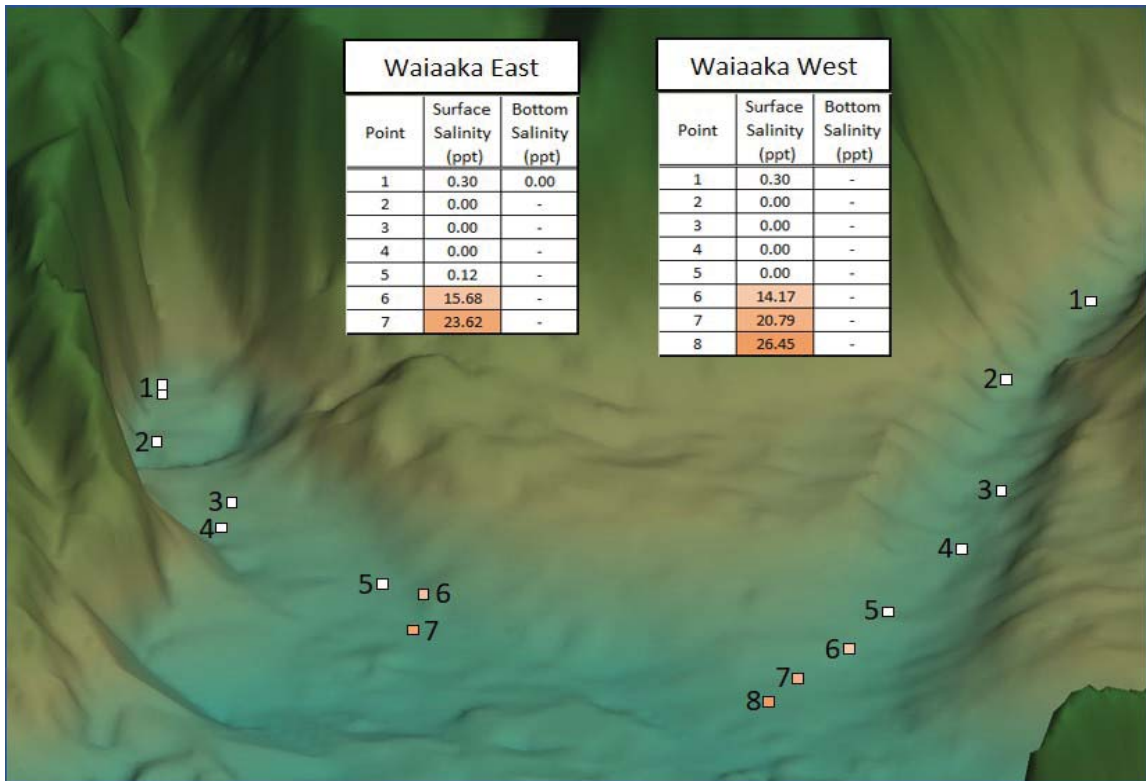 Waiaaka East
Point Surface Salinity (ppt) Bottom Salinity (ppt)
1 0.30 0.00
2 0.00 -
3 0.00 -
4 0.00 -
5 0.12 -
6 15.68 -
7 23.62 -
Waiaaka West
Point Surface Salinity (ppt) Bottom Salinity (ppt)
1 0.30 -
2 0.00 -
3 0.00 -
4 0.00 -
5 0.00 -
6 14.17 -
7 20.79 -
8 26.45 -
1
2
3
4
5
6
7
1
2
3
4
5
6
7
8